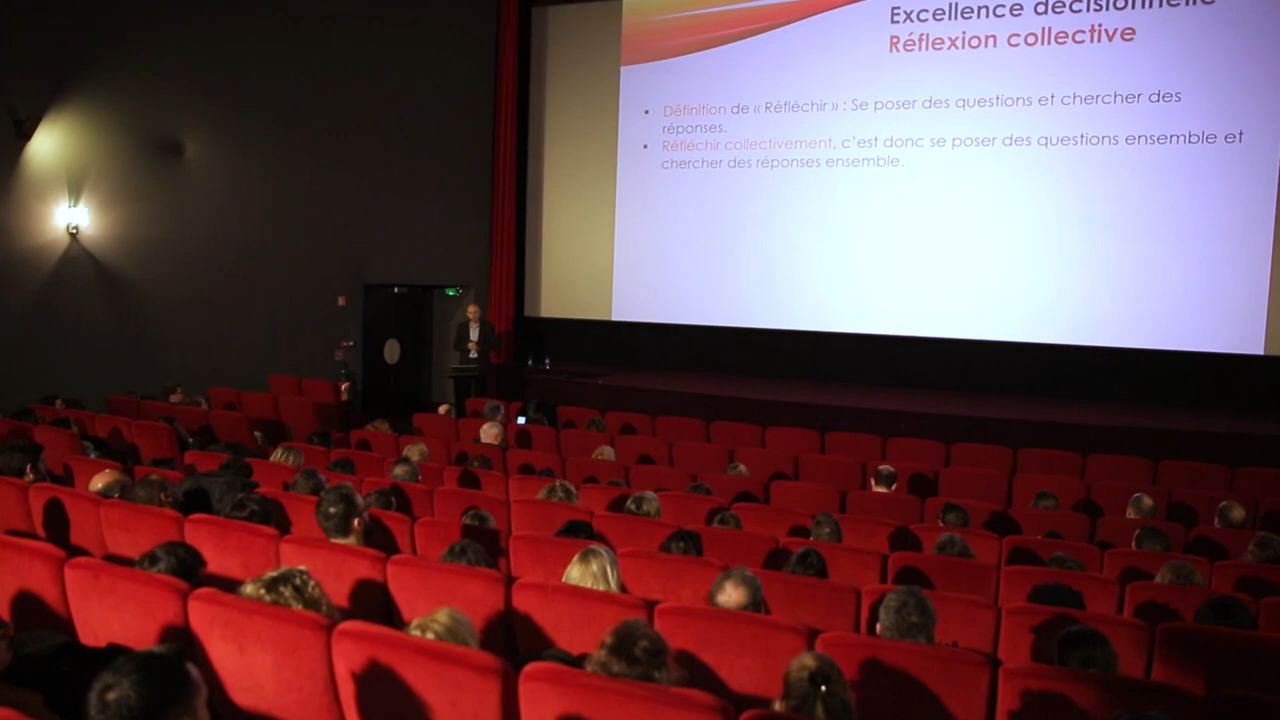 Excellence décisionnelle
Réflexion collective
▪ Définition de « Réfléchir » : Se poser des questions et chercher des
réponses.
▪ Réfléchir collectivement, c'est donc se poser des questions ensemble et
chercher des réponses ensemble.